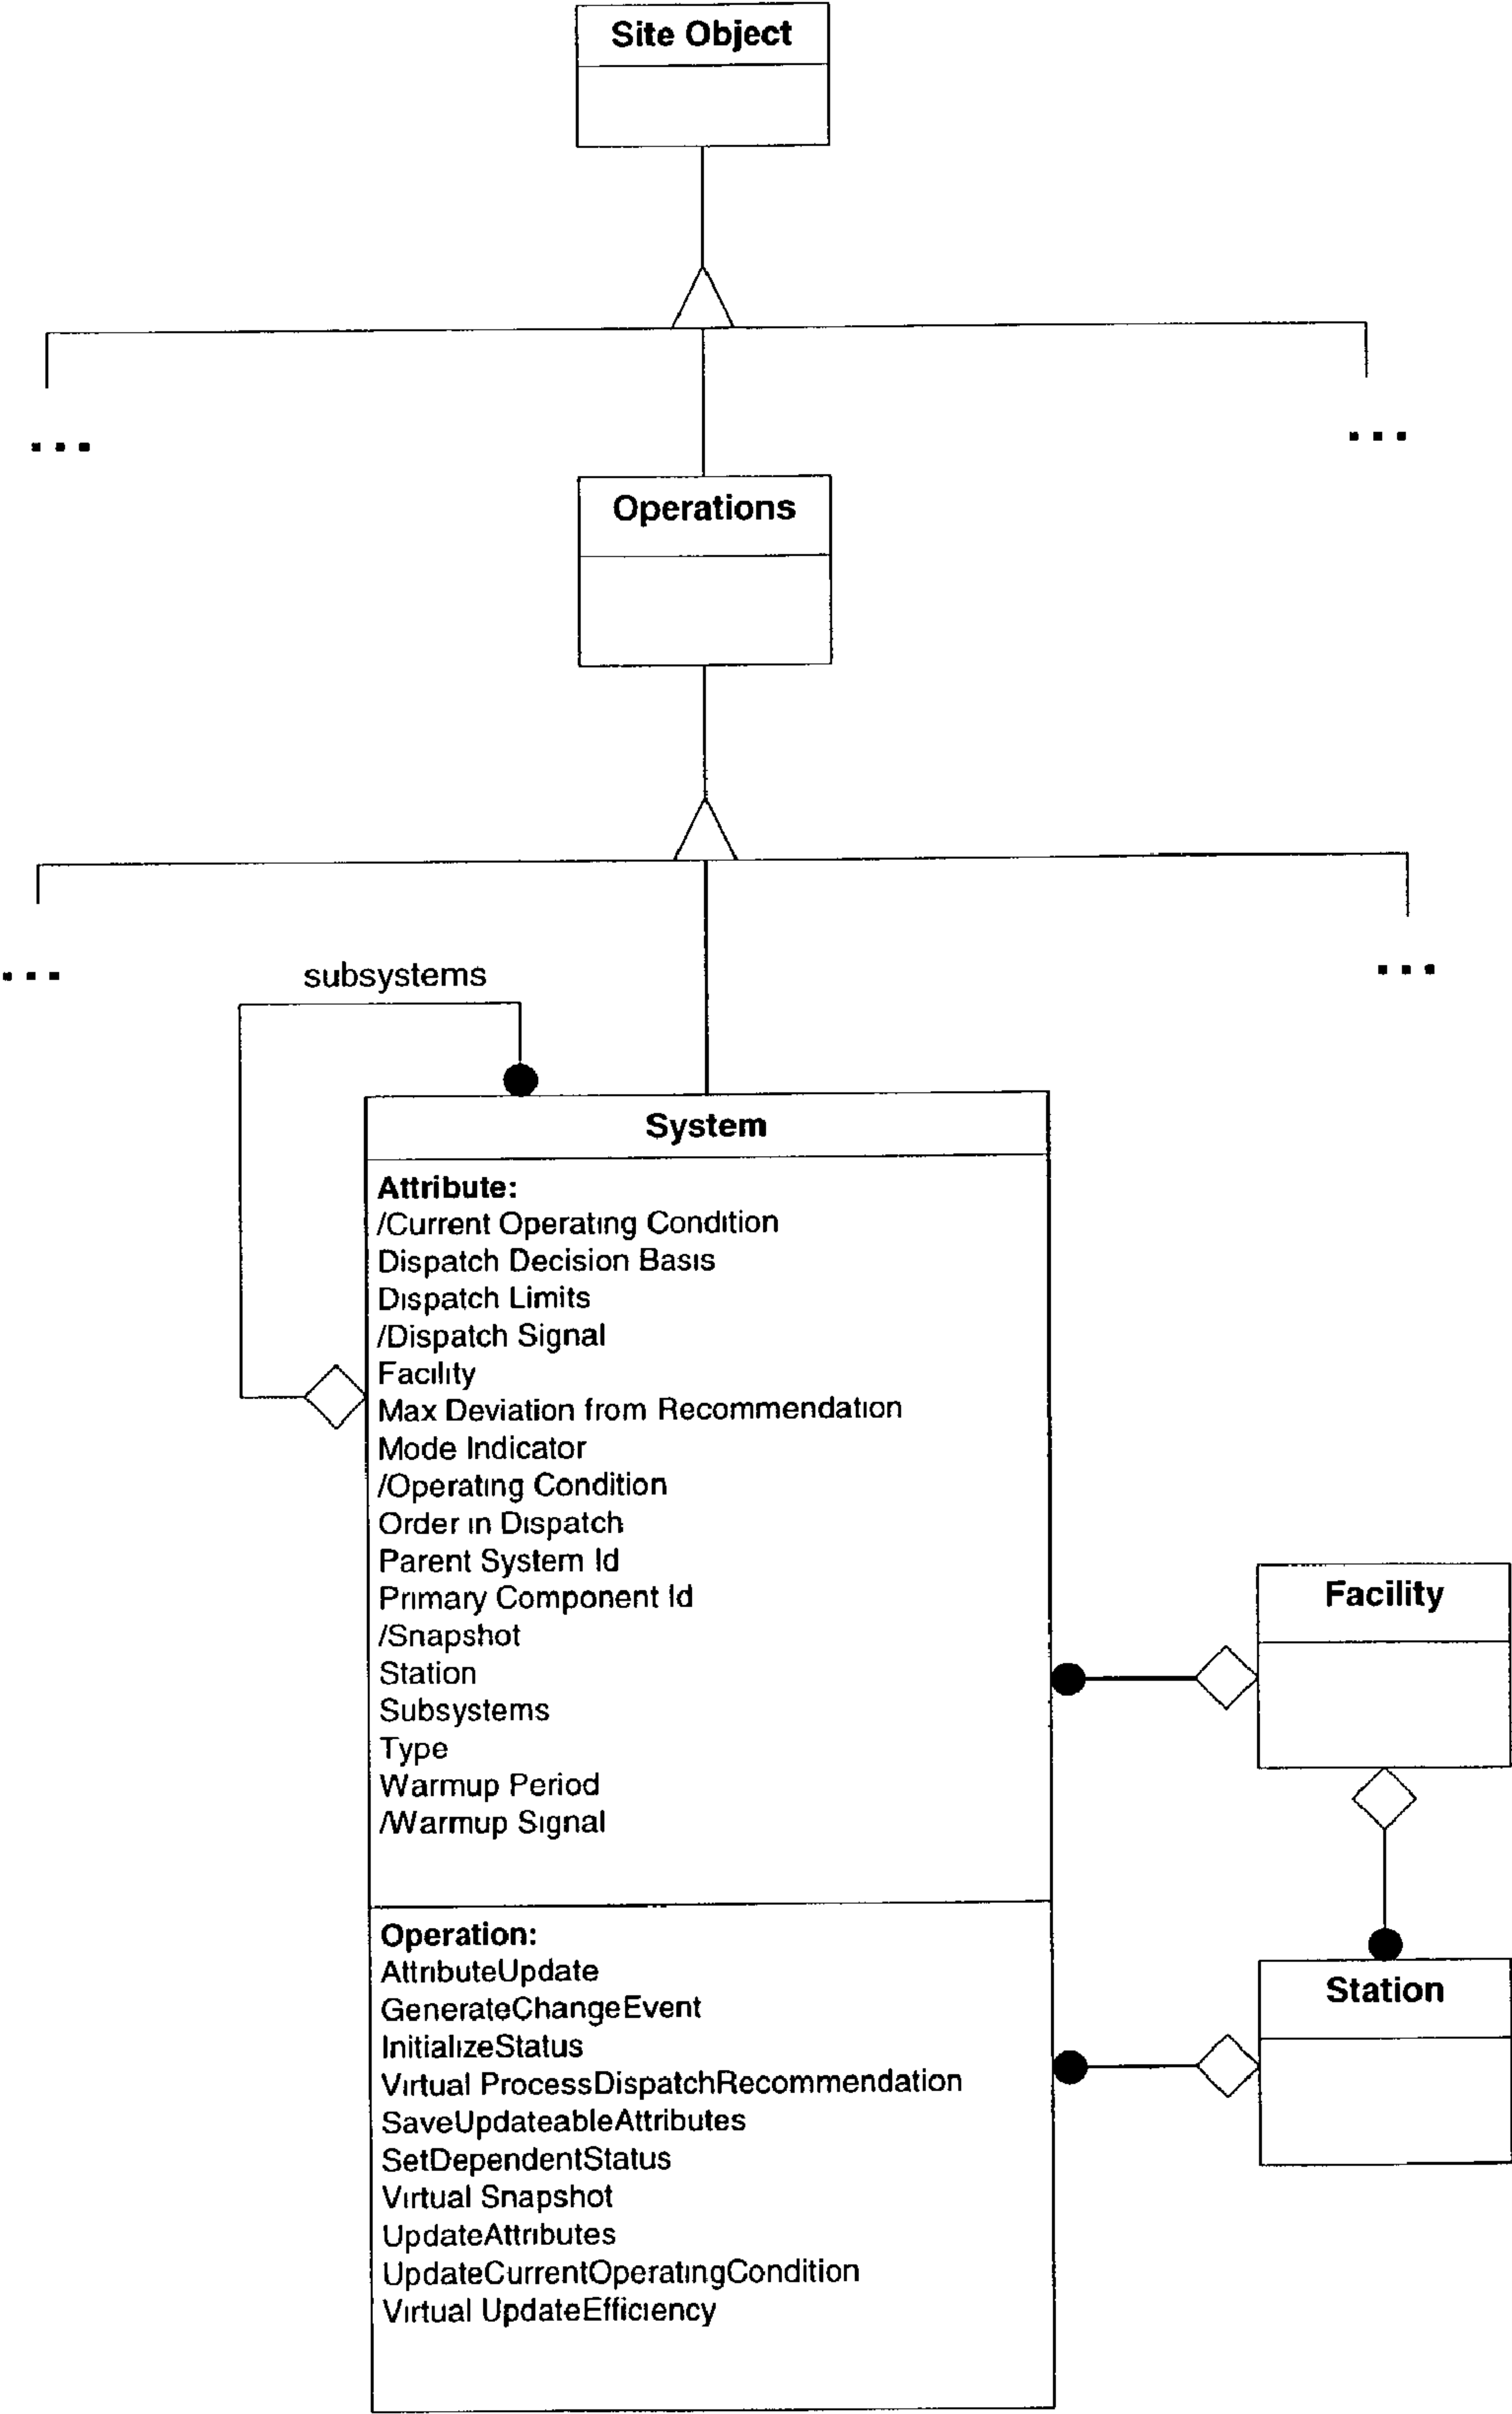 Site Object
...
...
Operations
...
...
subsystems
System
Attribute:
/Current Operating Condition
Dispatch Decision Basis
Dispatch Limits
/Dispatch Signal
Facility
Max Deviation from Recommendation
Mode Indicator
/Operating Condition
Order in Dispatch
Parent System Id
Primary Component Id
/Snapshot
Station
Subsystems
Type
Warmup Period
/Warmup Signal
Operation:
AttributeUpdate
GenerateChangeEvent
InitializeStatus
Virtual ProcessDispatchRecommendation
SaveUpdateableAttributes
SetDependentStatus
Virtual Snapshot
UpdateAttributes
UpdateCurrentOperatingCondition
Virtual UpdateEfficiency
Facility
Station